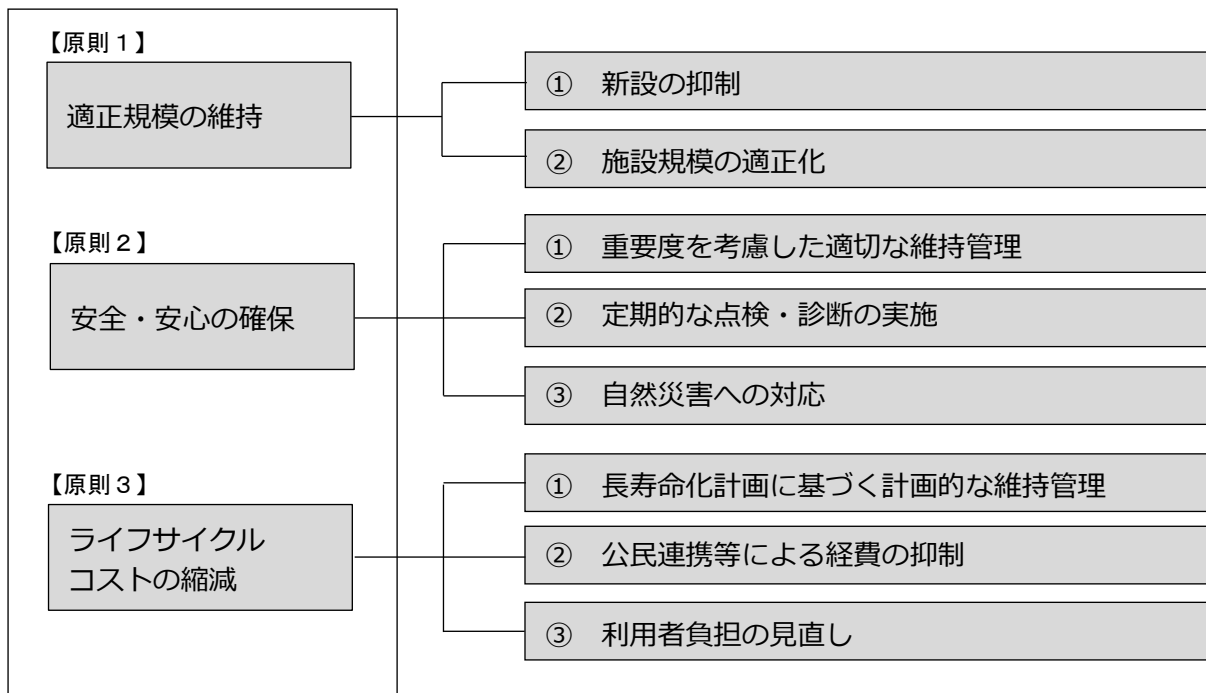 【原則１】
適正規模の維持
① 新設の抑制
② 施設規模の適正化
【原則２】
安全・安心の確保
① 重要度を考慮した適切な維持管理
② 定期的な点検・診断の実施
③ 自然災害への対応
【原則３】
ライフサイクル
コストの縮減
① 長寿命化計画に基づく計画的な維持管理
② 公民連携等による経費の抑制
③ 利用者負担の見直し